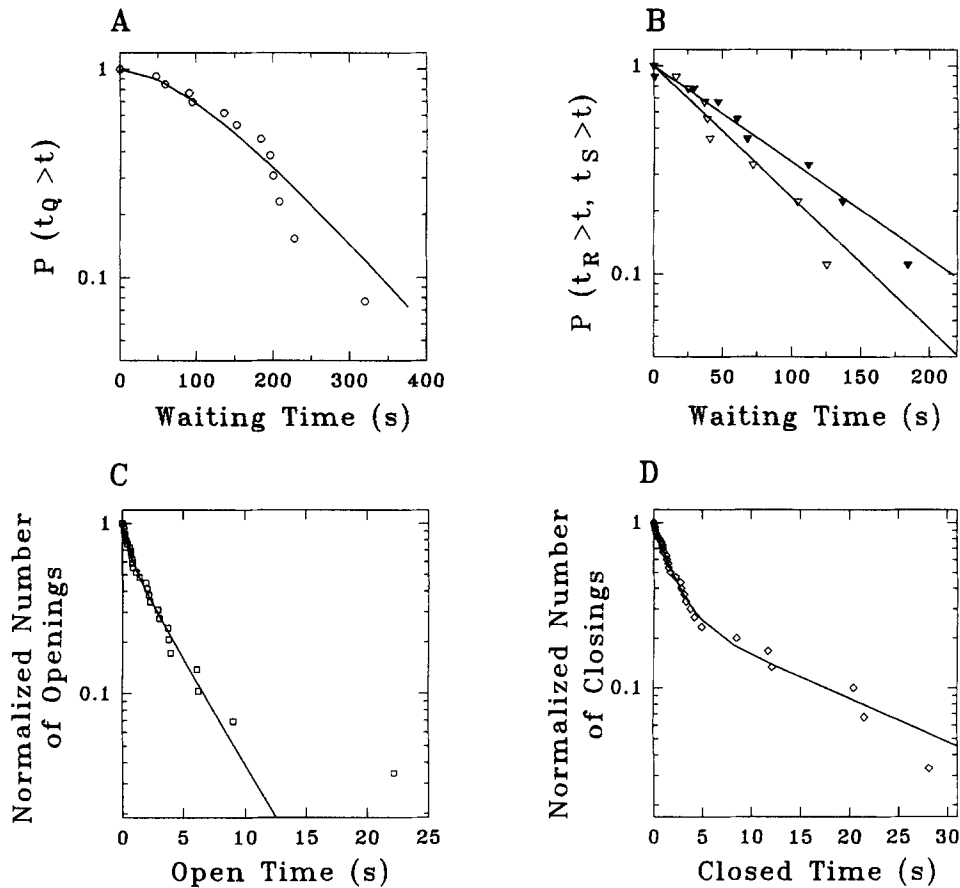 A
1
0.1
P (t_Q >t)
0 100 200 300 400
Waiting Time (s)
B
1
0.1
P (t_R >t, t_S >t)
0 50 100 150 200
Waiting Time (s)
C
1
0.1
Normalized Number
of Openings
0 5 10 15 20 25
Open Time (s)
D
1
0.1
Normalized Number
of Closings
0 5 10 15 20 25 30
Closed Time (s)